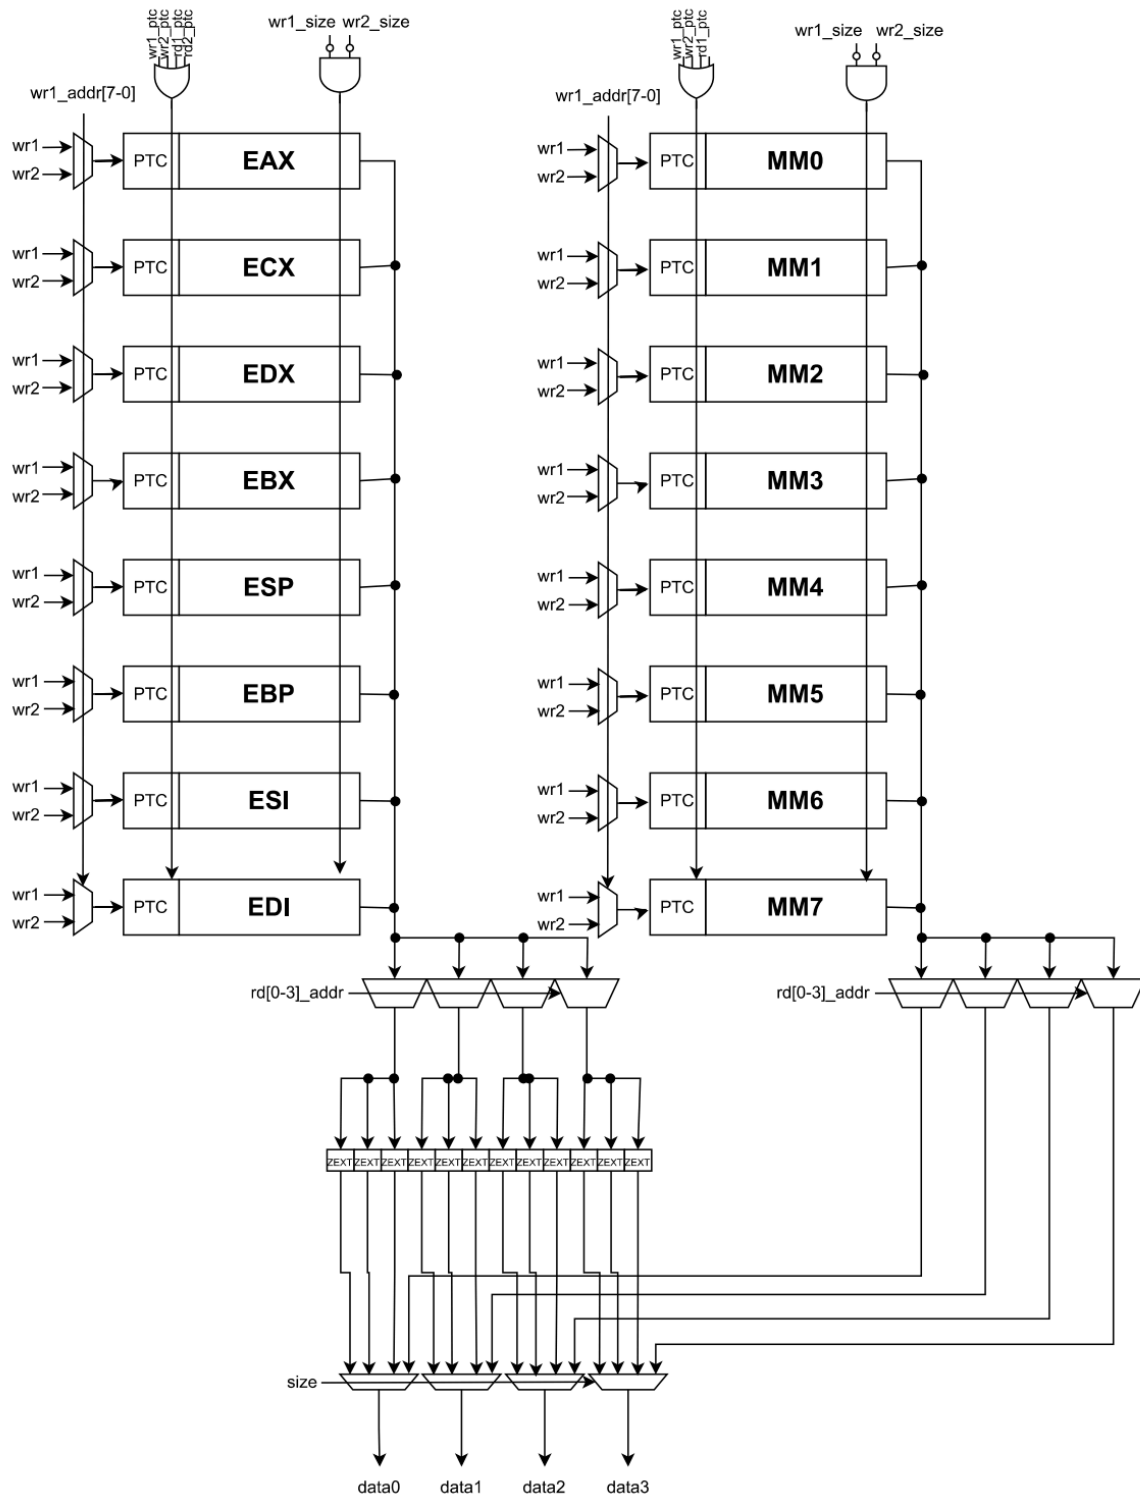 wr1_size wr2_size
wr1_ptc
wr2_ptc
rd1_ptc
rd2_ptc
wr1_addr[7-0]
wr1
wr2
PTC EAX
wr1
wr2
PTC ECX
wr1
wr2
PTC EDX
wr1
wr2
PTC EBX
wr1
wr2
PTC ESP
wr1
wr2
PTC EBP
wr1
wr2
PTC ESI
wr1
wr2
PTC EDI
rd[0-3]_addr
wr1_size wr2_size
wr1_ptc
wr2_ptc
rd1_ptc
wr1_addr[7-0]
wr1
wr2
PTC MM0
wr1
wr2
PTC MM1
wr1
wr2
PTC MM2
wr1
wr2
PTC MM3
wr1
wr2
PTC MM4
wr1
wr2
PTC MM5
wr1
wr2
PTC MM6
wr1
wr2
PTC MM7
rd[0-3]_addr
ZEXT ZEXT ZEXT ZEXT ZEXT ZEXT ZEXT ZEXT ZEXT ZEXT ZEXT ZEXT
size
data0 data1 data2 data3